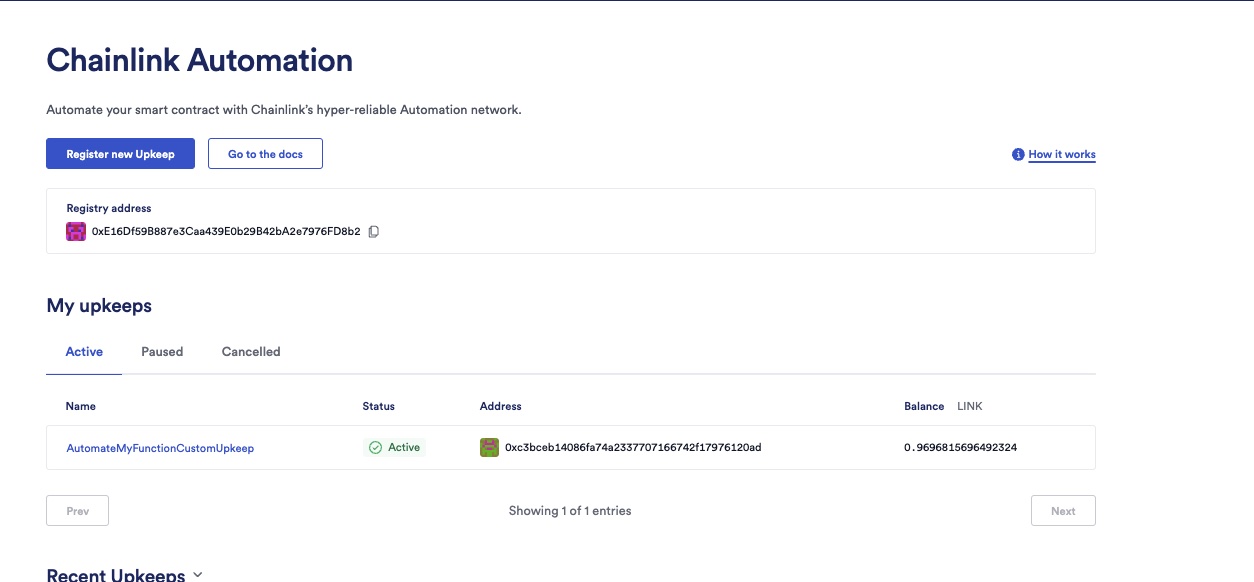 Chainlink Automation
Automate your smart contract with Chainlink's hyper-reliable Automation network.
Register new Upkeep Go to the docs How it works
Registry address
0xE16Df59B887e3Caa439E0b29B42bA2e7976FD8b2
My upkeeps
Active Paused Cancelled
Name Status Address Balance LINK
AutomateMyFunctionCustomUpkeep Active 0xc3bceb14086fa74a2337707166742f17976120ad 0.9696815696492324
Prev Showing 1 of 1 entries Next
Recent Upkeeps